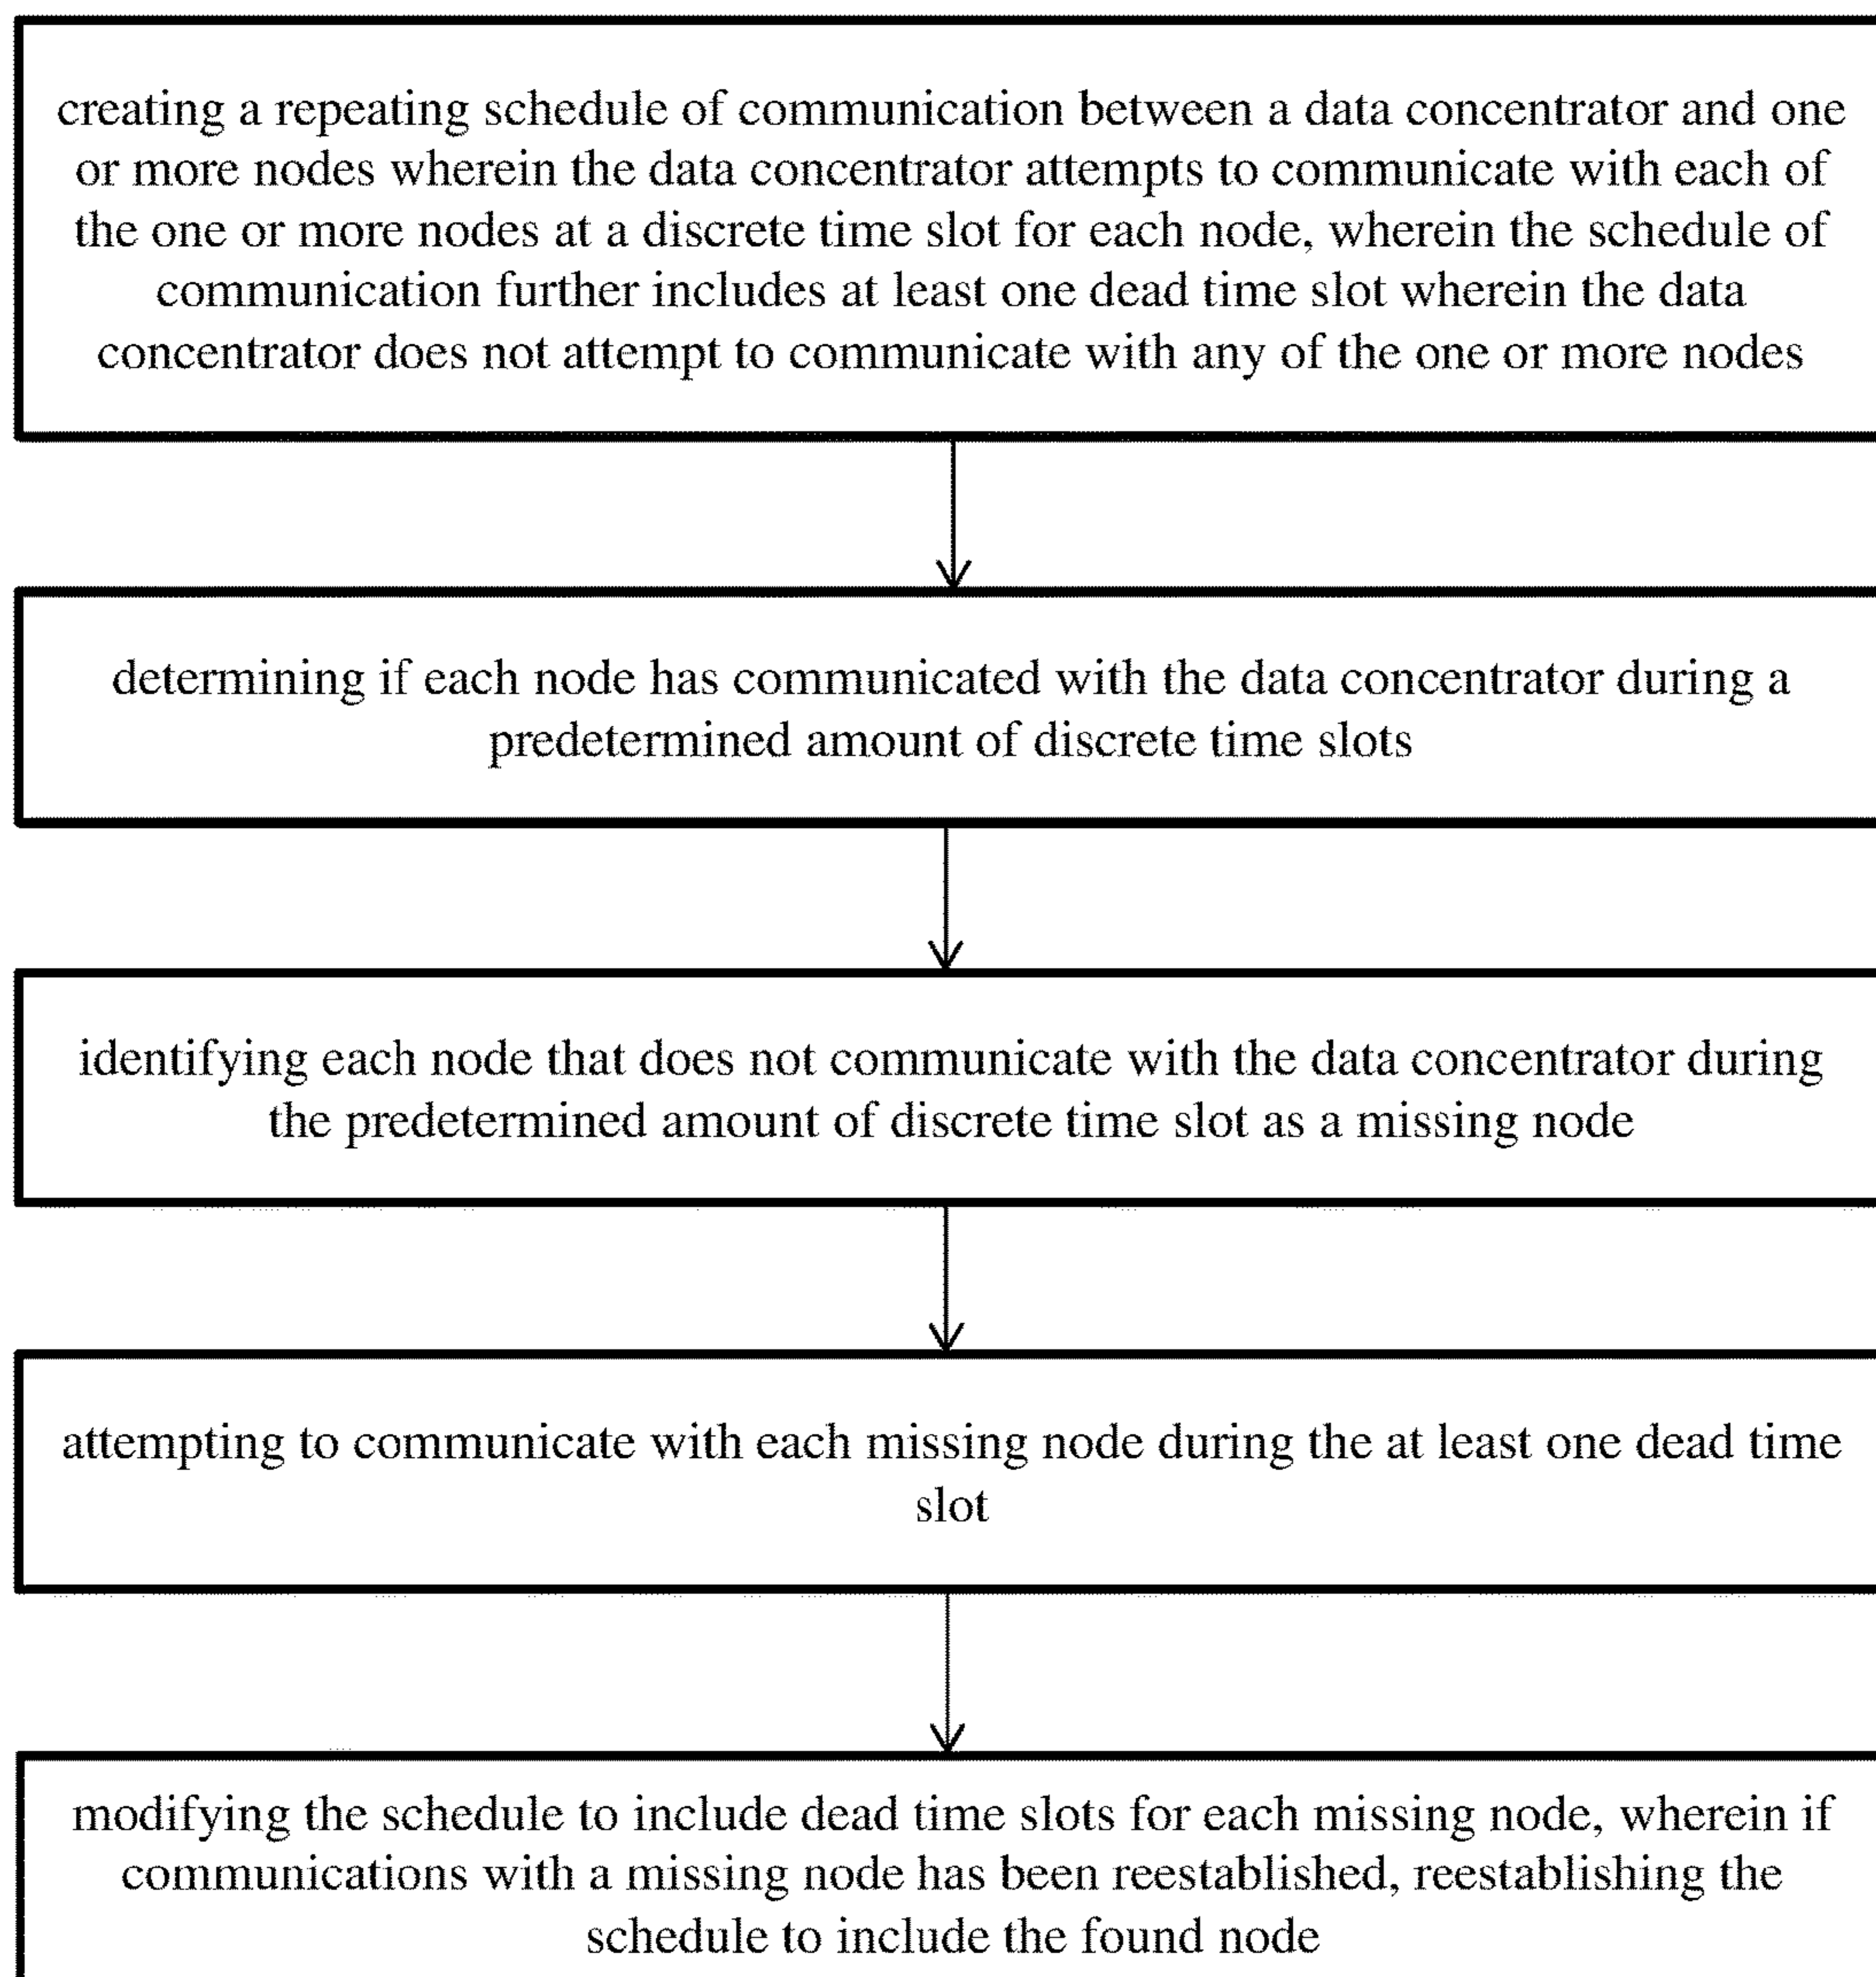 creating a repeating schedule of communication between a data concentrator and one
or more nodes wherein the data concentrator attempts to communicate with each of
the one or more nodes at a discrete time slot for each node, wherein the schedule of
communication further includes at least one dead time slot wherein the data
concentrator does not attempt to communicate with any of the one or more nodes
determining if each node has communicated with the data concentrator during a
predetermined amount of discrete time slots
identifying each node that does not communicate with the data concentrator during
the predetermined amount of discrete time slot as a missing node
attempting to communicate with each missing node during the at least one dead time
slot
modifying the schedule to include dead time slots for each missing node, wherein if
communications with a missing node has been reestablished, reestablishing the
schedule to include the found node